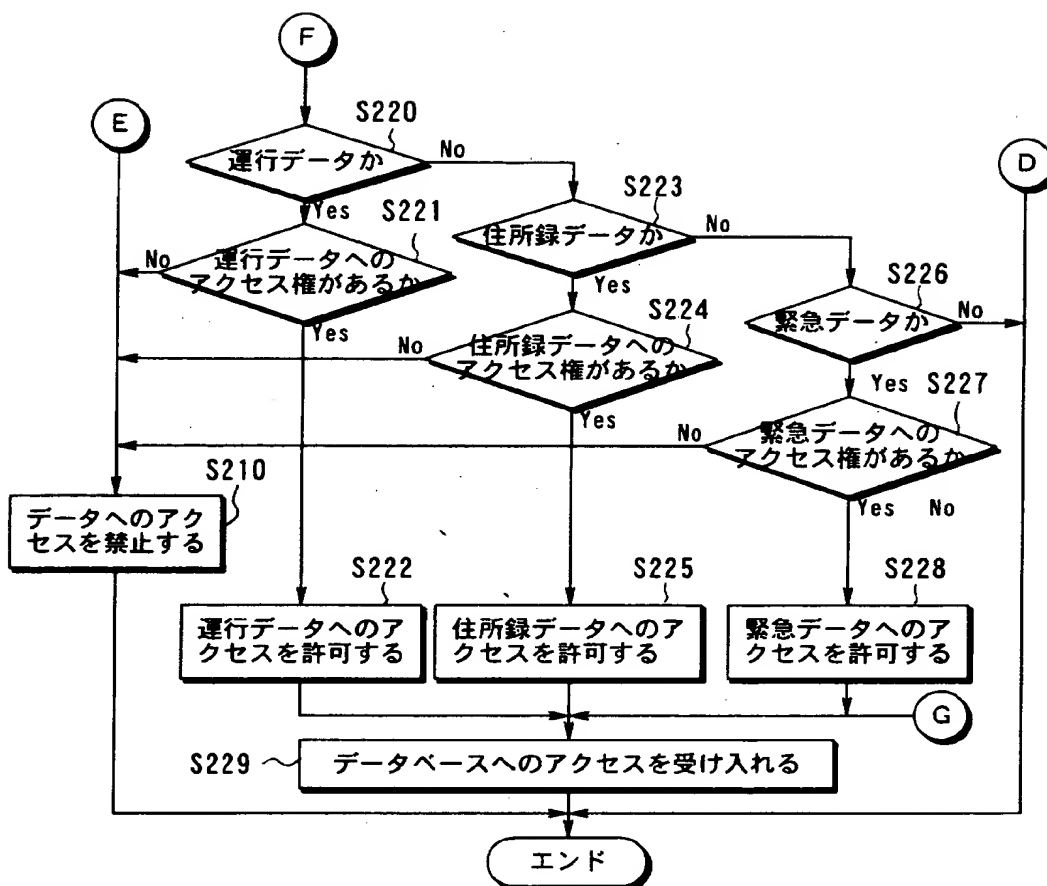 F
E
S220
運行データか
No
D
Yes
S221
S223
住所録データか
No
No
運行データへの
アクセス権があるか
Yes
S226
緊急データか
No
Yes
S224
No
住所録データへの
アクセス権があるか
Yes
S227
Yes
No
緊急データへの
アクセス権があるか
S210
データへのアク
セスを禁止する
Yes
No
S222
S225
S228
運行データへのア
クセスを許可する
住所録データへのア
クセスを許可する
緊急データへのア
クセスを許可する
G
S229
データベースへのアクセスを受け入れる
エンド